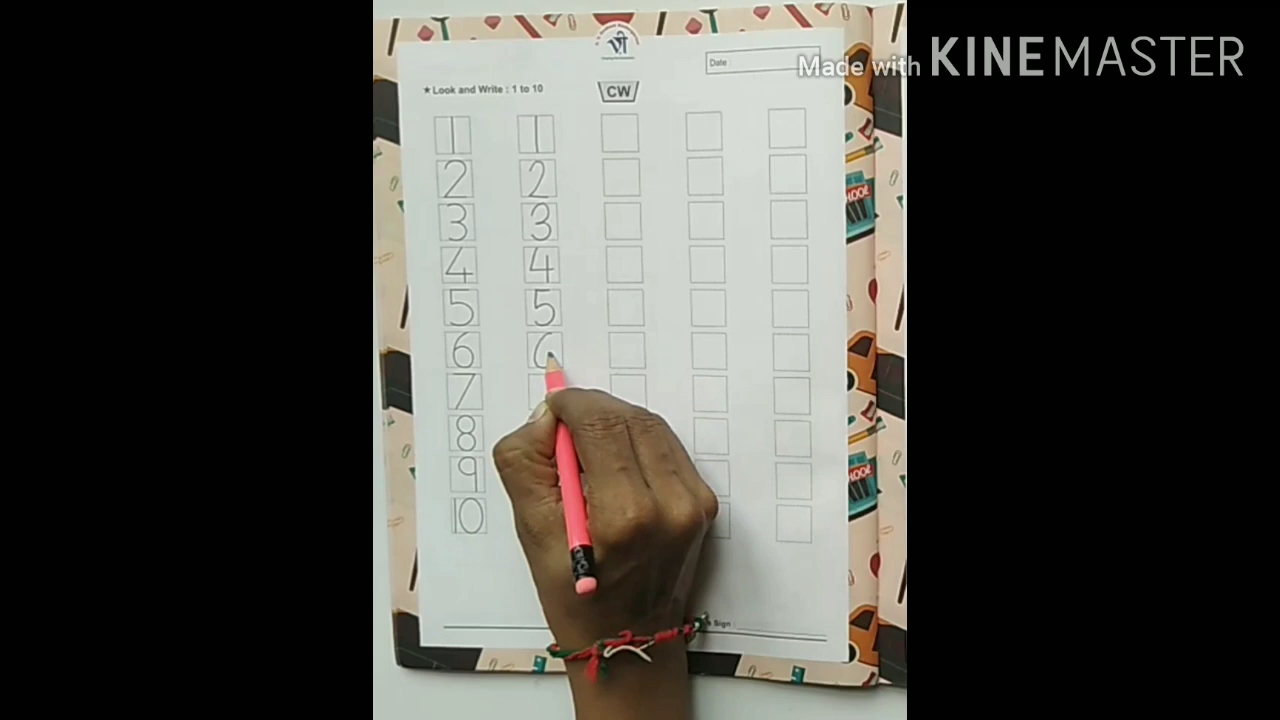 Made with KINEMASTER
श्री
Date
★ Look and Write : 1 to 10
CW
1 1
2 2
3 3
4 4
5 5
6 6
7
8
9
10
Sign :